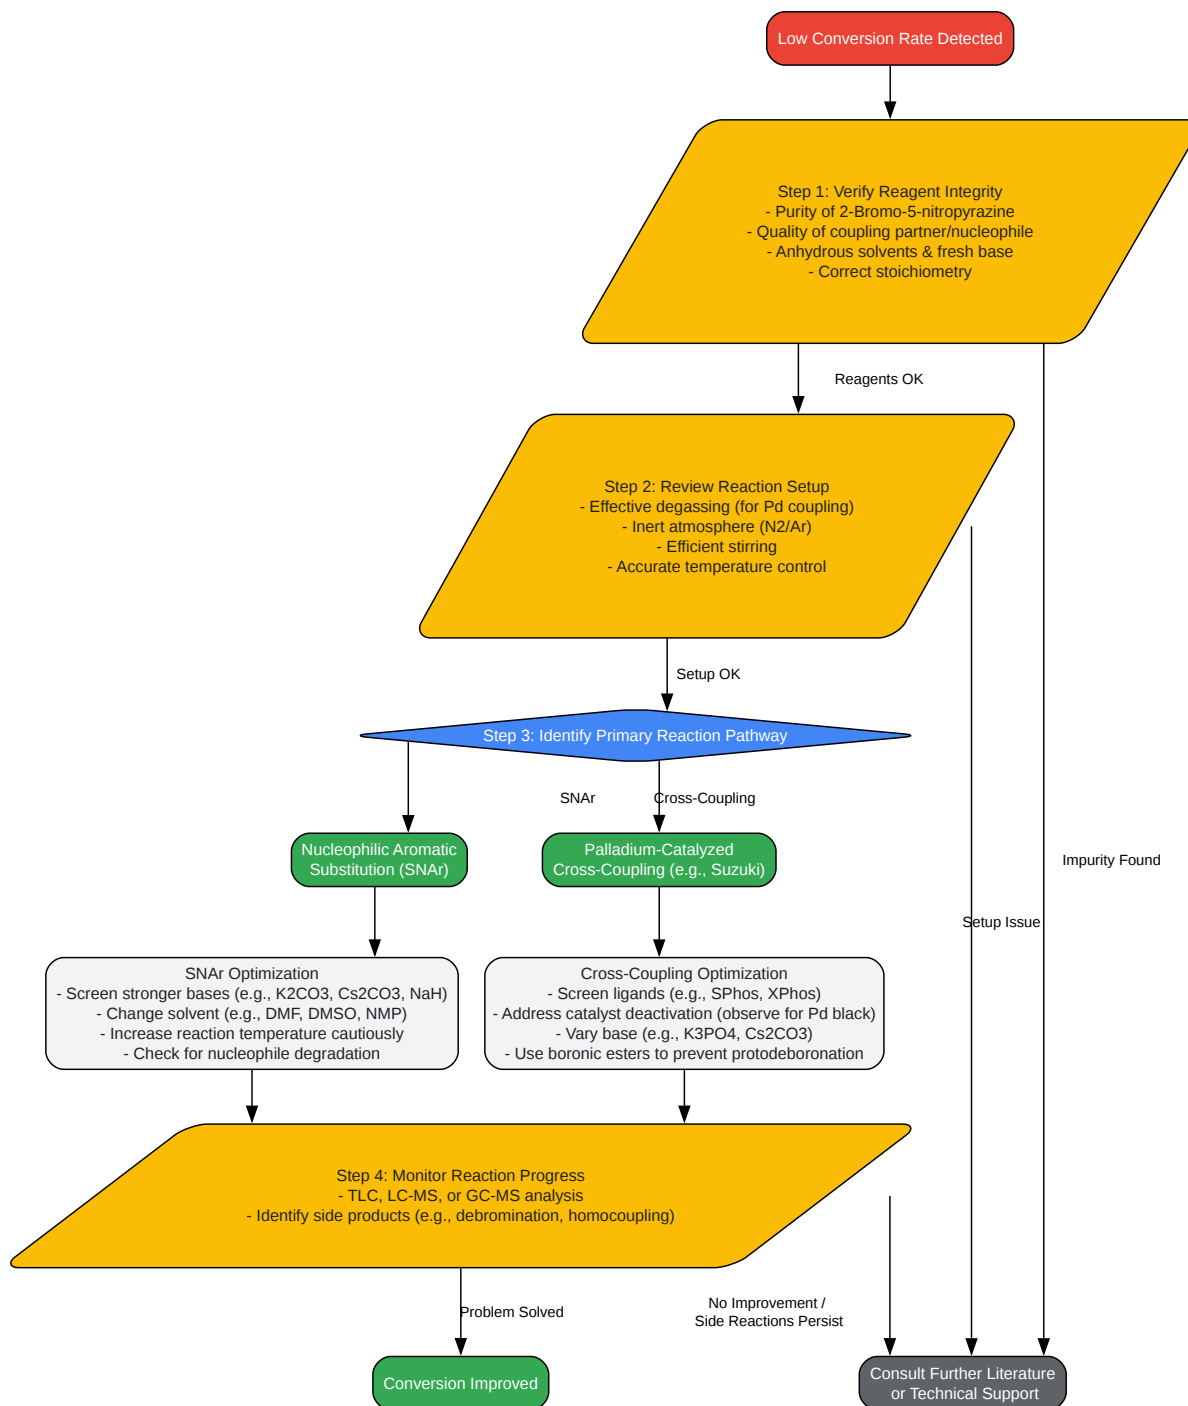 Low Conversion Rate Detected
Step 1: Verify Reagent Integrity
- Purity of 2-Bromo-5-nitropyrazine
- Quality of coupling partner/nucleophile
- Anhydrous solvents & fresh base
- Correct stoichiometry
Reagents OK
Step 2: Review Reaction Setup
- Effective degassing (for Pd coupling)
- Inert atmosphere (N2/Ar)
- Efficient stirring
- Accurate temperature control
Setup OK
Step 3: Identify Primary Reaction Pathway
SNAr
Cross-Coupling
Nucleophilic Aromatic
Substitution (SNAr)
Palladium-Catalyzed
Cross-Coupling (e.g., Suzuki)
Impurity Found
Setup Issue
SNAr Optimization
- Screen stronger bases (e.g., K2CO3, Cs2CO3, NaH)
- Change solvent (e.g., DMF, DMSO, NMP)
- Increase reaction temperature cautiously
- Check for nucleophile degradation
Cross-Coupling Optimization
- Screen ligands (e.g., SPhos, XPhos)
- Address catalyst deactivation (observe for Pd black)
- Vary base (e.g., K3PO4, Cs2CO3)
- Use boronic esters to prevent protodeboronation
Step 4: Monitor Reaction Progress
- TLC, LC-MS, or GC-MS analysis
- Identify side products (e.g., debromination, homocoupling)
Problem Solved
No Improvement /
Side Reactions Persist
Conversion Improved
Consult Further Literature
or Technical Support